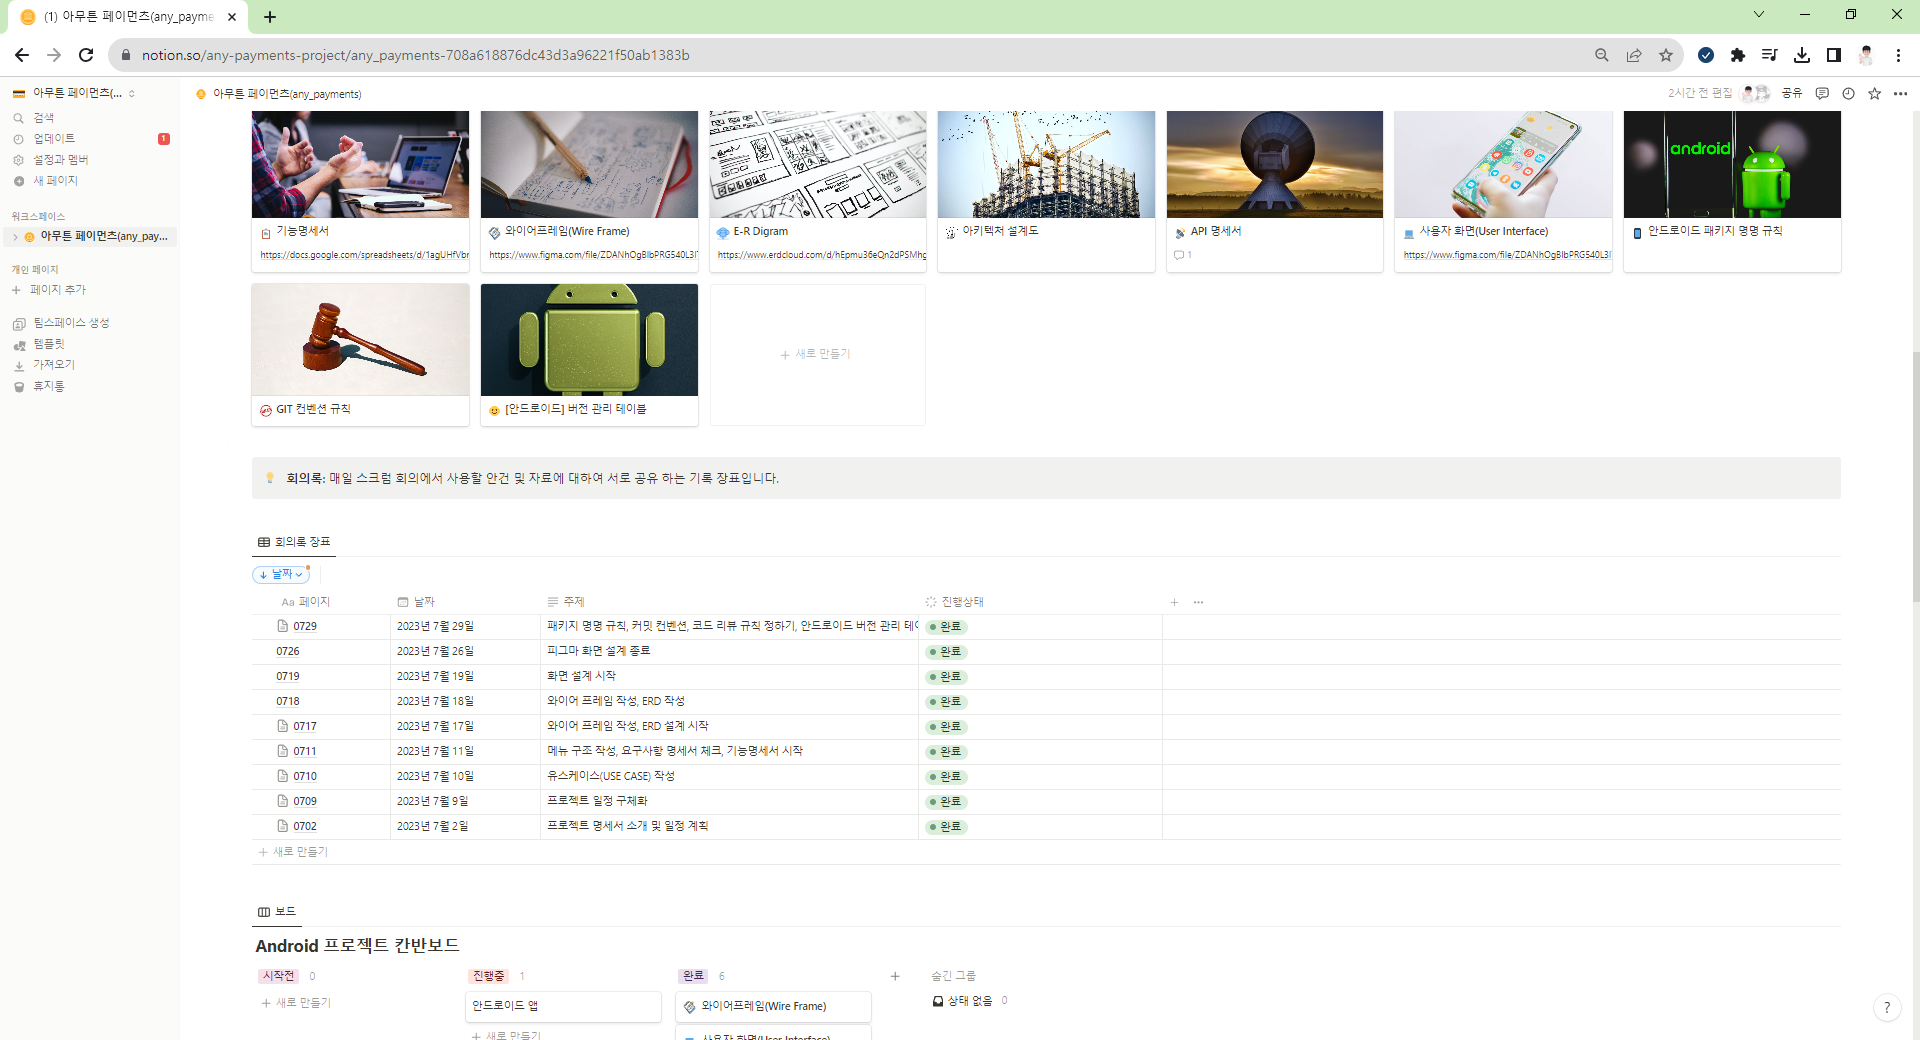 (1) 아무튼 페이먼츠(any_payme
notion.so/any-payments-project/any_payments-708a618876dc43d3a96221f50ab1383b
아무튼 페이먼츠(...
검색
업데이트
1
설정과 멤버
새 페이지
워크스페이스
아무튼 페이먼츠(any_pay...
개인 페이지
페이지 추가
팀스페이스 생성
템플릿
가져오기
휴지통
아무튼 페이먼츠(any_payments)
2시간 전 편집
공유
android
기능명세서
https://docs.google.com/spreadsheets/d/1agUHfVbr
와이어프레임(Wire Frame)
https://www.figma.com/file/ZDANhOgBIbPRG540L3I
E-R Digram
https://www.erdcloud.com/d/hEpmu36eQn2dPSMhg
아키텍처 설계도
API 명세서
1
사용자 화면(User Interface)
https://www.figma.com/file/ZDANhOgBIbPRG540L3I
안드로이드 패키지 명명 규칙
GIT 컨벤션 규칙
[안드로이드] 버전 관리 테이블
새로 만들기
회의록: 매일 스크럼 회의에서 사용할 안건 및 자료에 대하여 서로 공유 하는 기록 장표입니다.
회의록 장표
날짜
Aa 페이지 날짜 주제 진행상태
0729 2023년 7월 29일 패키지 명명 규칙, 커밋 컨벤션, 코드 리뷰 규칙 정하기, 안드로이드 버전 관리 테이 완료
0726 2023년 7월 26일 피그마 화면 설계 종료 완료
0719 2023년 7월 19일 화면 설계 시작 완료
0718 2023년 7월 18일 와이어 프레임 작성, ERD 작성 완료
0717 2023년 7월 17일 와이어 프레임 작성, ERD 설계 시작 완료
0711 2023년 7월 11일 메뉴 구조 작성, 요구사항 명세서 체크, 기능명세서 시작 완료
0710 2023년 7월 10일 유스케이스(USE CASE) 작성 완료
0709 2023년 7월 9일 프로젝트 일정 구체화 완료
0702 2023년 7월 2일 프로젝트 명세서 소개 및 일정 계획 완료
새로 만들기
보드
Android 프로젝트 칸반보드
시작전 0
새로 만들기
진행중 1
안드로이드 앱
새로 만들기
완료 6
와이어프레임(Wire Frame)
사용자 화면(User Interface)
숨긴 그룹
상태 없음 0
?